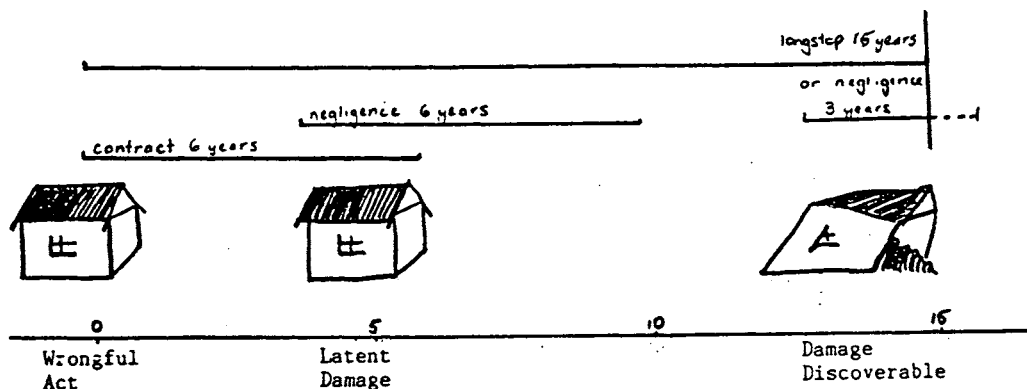 longstop 15 years
or negligence
3 years
negligence 6 years
contract 6 years
0 5 10 15
Wrongful Act
Latent Damage
Damage Discoverable